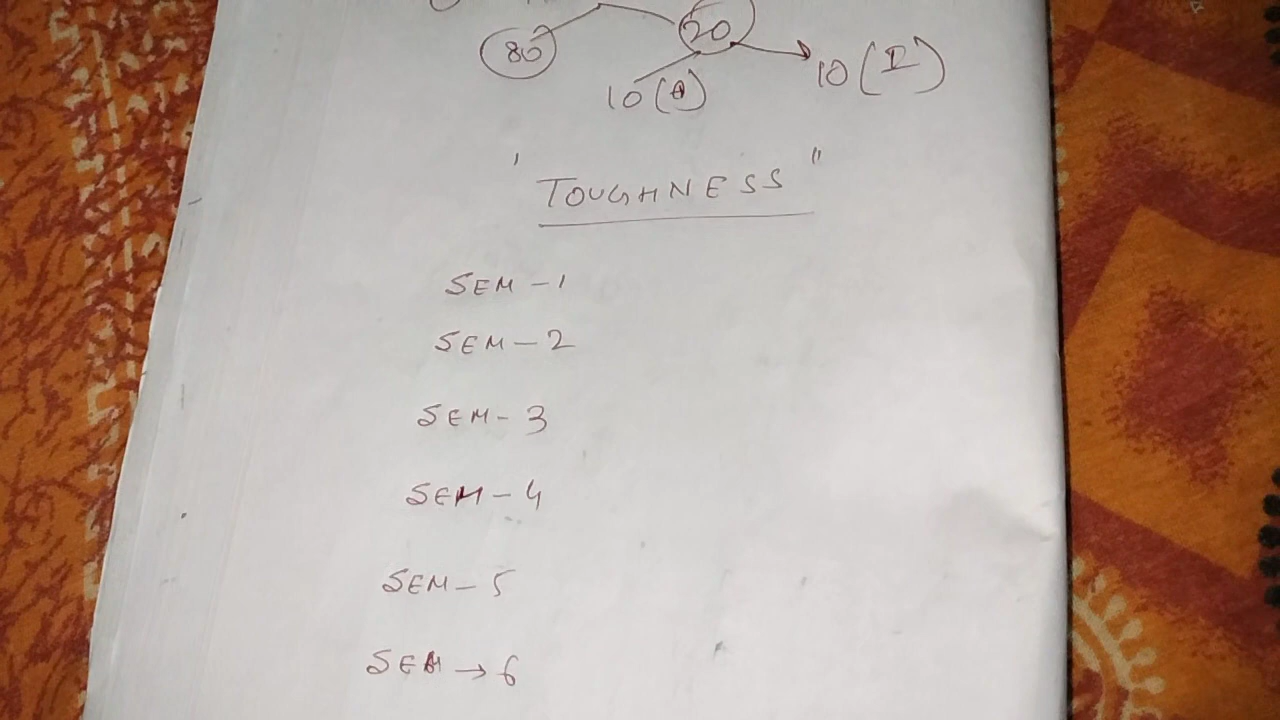 80 20
10 (A) 10 (I)
' TOUGHNESS "
SEM - 1
SEM - 2
SEM - 3
SEM - 4
SEM - 5
SEM → 6